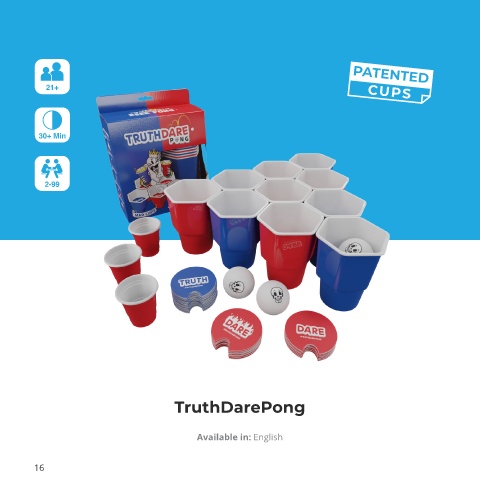 21+
30+ Min
2-99
PATENTED
CUPS
TRUTHDARE
PONG
TRUTH
DARE
DARE
TruthDarePong
Available in: English
16